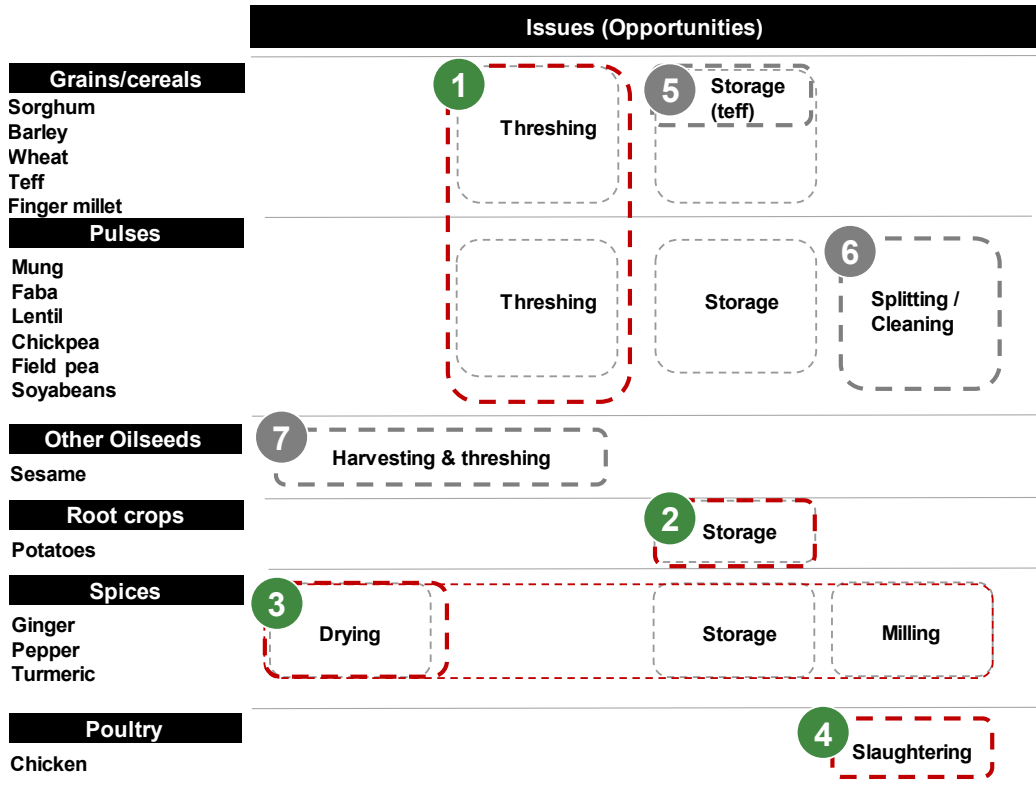 Issues (Opportunities)
Grains/cereals
Sorghum
Barley
Wheat
Teff
Finger millet
1
Threshing
5
Storage
(teff)
Pulses
Mung
Faba
Lentil
Chickpea
Field pea
Soyabeans
Threshing
Storage
6
Splitting /
Cleaning
Other Oilseeds
Sesame
7
Harvesting & threshing
Root crops
Potatoes
2
Storage
Spices
Ginger
Pepper
Turmeric
3
Drying
Storage
Milling
Poultry
Chicken
4
Slaughtering